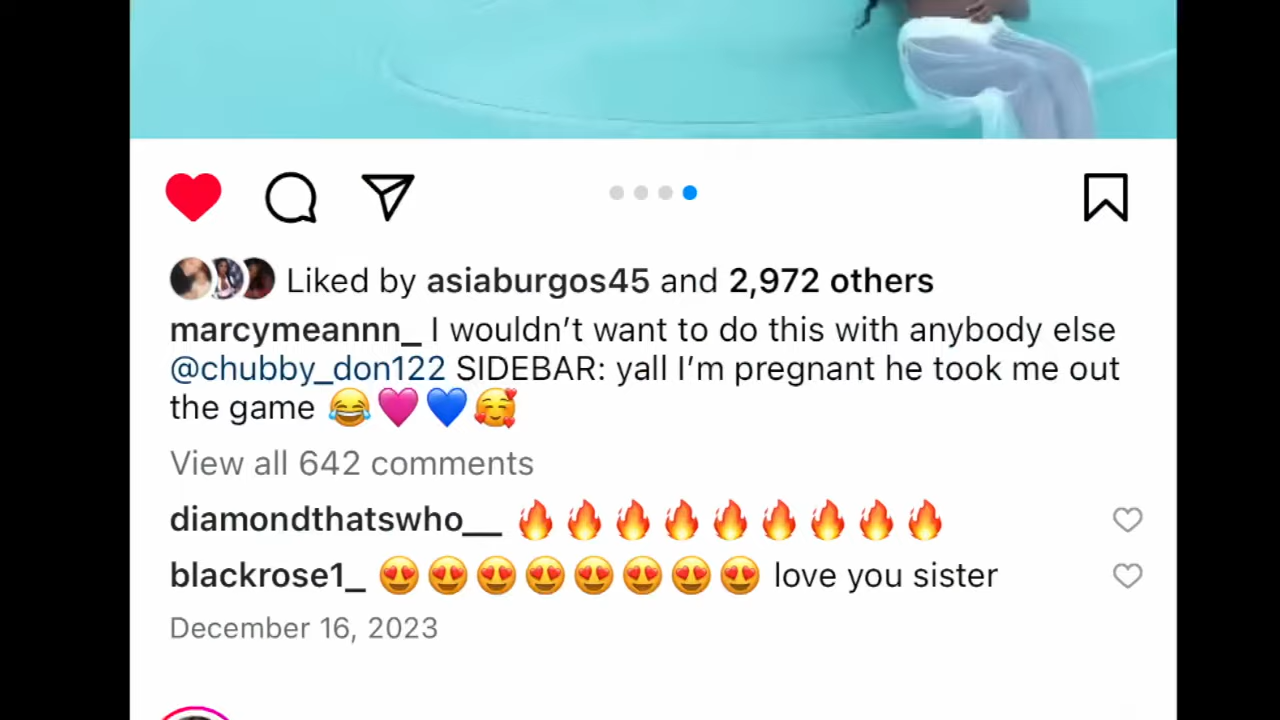 Liked by asiaburgos45 and 2,972 others
marcymeannn_ I wouldn’t want to do this with anybody else
@chubby_don122 SIDEBAR: yall I’m pregnant he took me out
the game 😂🩷💙🥰
View all 642 comments
diamondthatswho__ 🔥🔥🔥🔥🔥🔥🔥🔥🔥
blackrose1_ 😍😍😍😍😍😍😍😍 love you sister
December 16, 2023